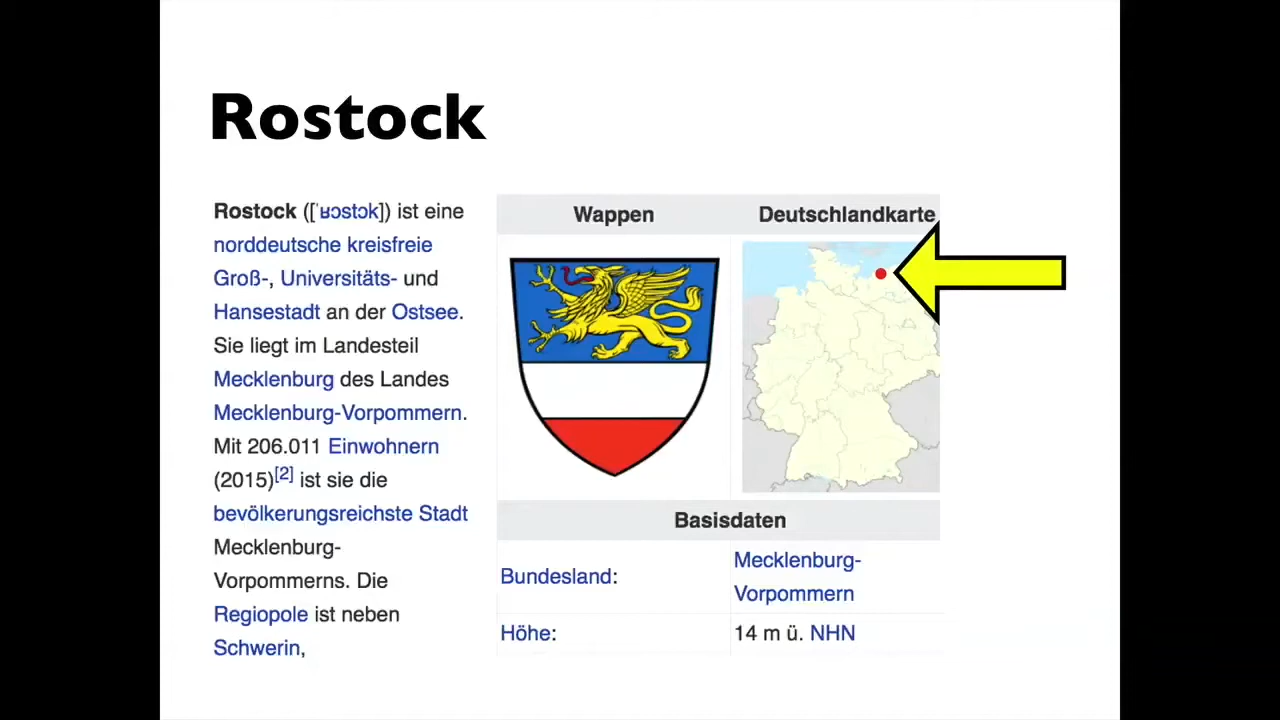 Rostock
Rostock ([ˈʁɔstɔk]) ist eine
norddeutsche kreisfreie
Groß-, Universitäts- und
Hansestadt an der Ostsee.
Sie liegt im Landesteil
Mecklenburg des Landes
Mecklenburg-Vorpommern.
Mit 206.011 Einwohnern
(2015)[2] ist sie die
bevölkerungsreichste Stadt
Mecklenburg-
Vorpommerns. Die
Regiopole ist neben
Schwerin,
Wappen
Deutschlandkarte
Basisdaten
Bundesland:
Mecklenburg-
Vorpommern
Höhe:
14 m ü. NHN